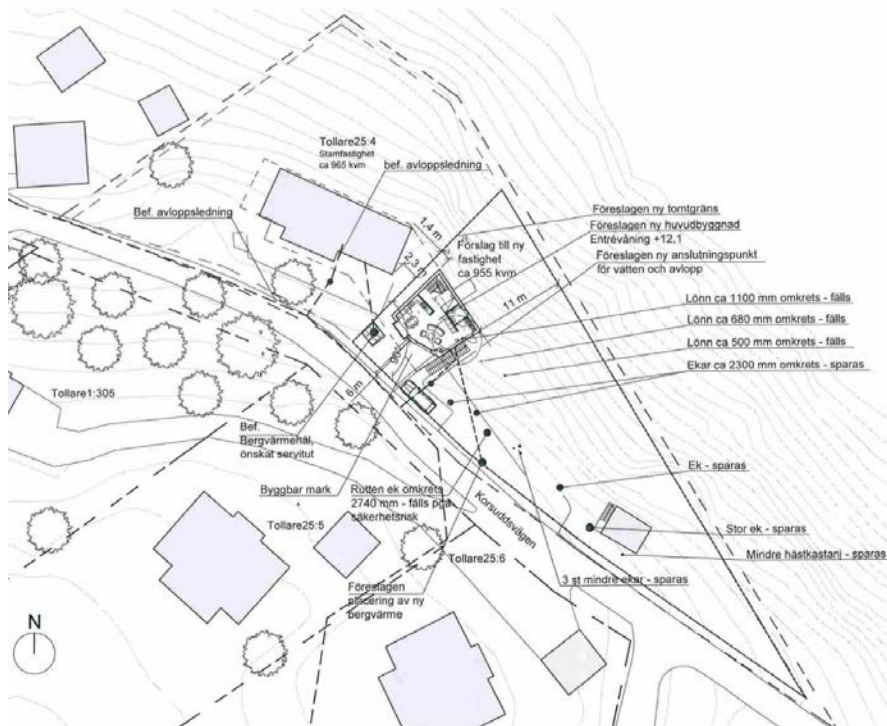 Tollare25:4
Stamfastighet
ca 965 kvm
bef. avloppsledning
Bef. avloppsledning
1,4 m
2,3 m
Förslag till ny
fastighet
ca 955 kvm
11 m
Föreslagen ny tomtgräns
Föreslagen ny huvudbyggnad
Entrévåning +12,1
Föreslagen ny anslutningspunkt
för vatten och avlopp
Lönn ca 1100 mm omkrets - fälls
Lönn ca 680 mm omkrets - fälls
Lönn ca 500 mm omkrets - fälls
Ekar ca 2300 mm omkrets - sparas
Tollare1:305
90°
6 m
Bef.
Bergvärmehål,
önskat servitut
Byggbar mark
Rutten ek omkrets
2740 mm - fälls pga
säkerhetsrisk
Tollare25:5
Korsuddsvägen
Ek - sparas
Stor ek - sparas
Mindre hästkastanj - sparas
Tollare25:6
3 st mindre ekar - sparas
Föreslagen
placering av ny
bergvärme
N